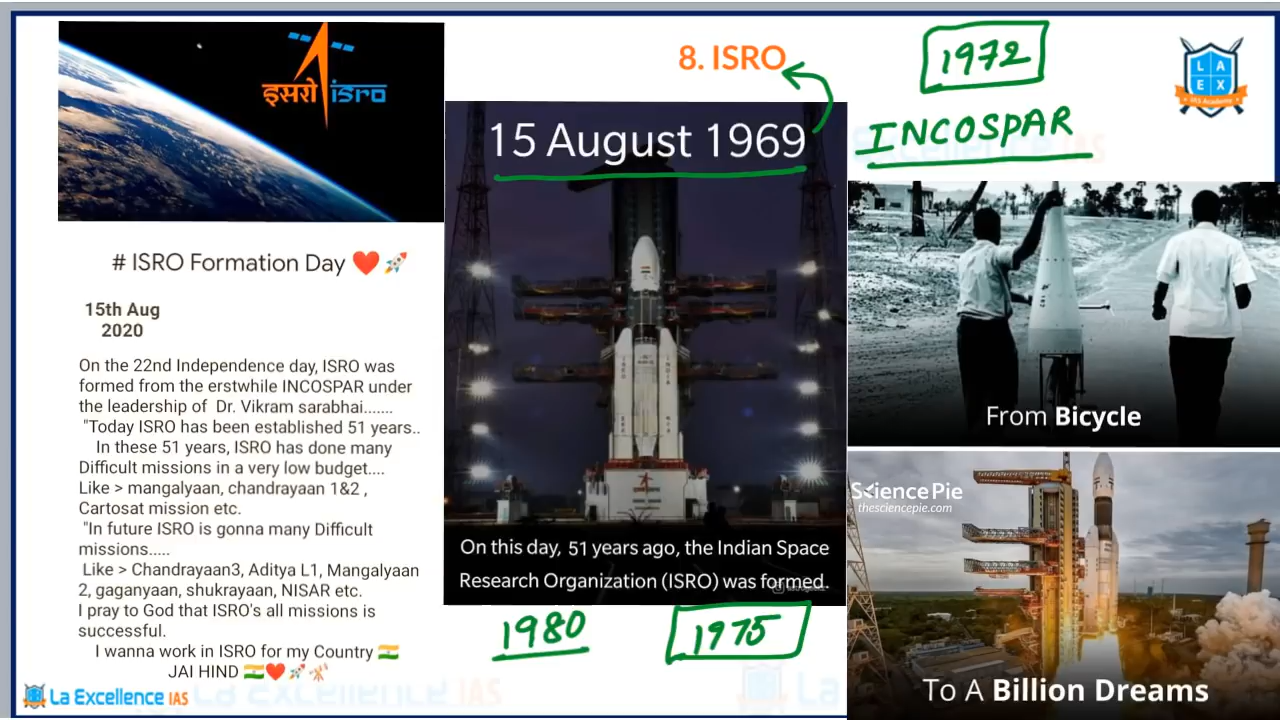 इसरो isro
# ISRO Formation Day ❤️🚀
15th Aug
2020
On the 22nd Independence day, ISRO was
formed from the erstwhile INCOSPAR under
the leadership of Dr. Vikram sarabhai.......
"Today ISRO has been established 51 years..
In these 51 years, ISRO has done many
Difficult missions in a very low budget....
Like > mangalyaan, chandrayaan 1&2 ,
Cartosat mission etc.
"In future ISRO is gonna many Difficult
missions.....
Like > Chandrayaan3, Aditya L1, Mangalyaan
2, gaganyaan, shukrayaan, NISAR etc.
I pray to God that ISRO's all missions is
successful.
I wanna work in ISRO for my Country 🇮🇳
JAI HIND 🇮🇳❤️🚀🛰
La Excellence IAS
8. ISRO
15 August 1969
On this day, 51 years ago, the Indian Space
Research Organization (ISRO) was formed.
1980
1975
1972
INCOSPAR
L A
E X
IAS Academy
From Bicycle
Science Pie
thesciencepie.com
To A Billion Dreams